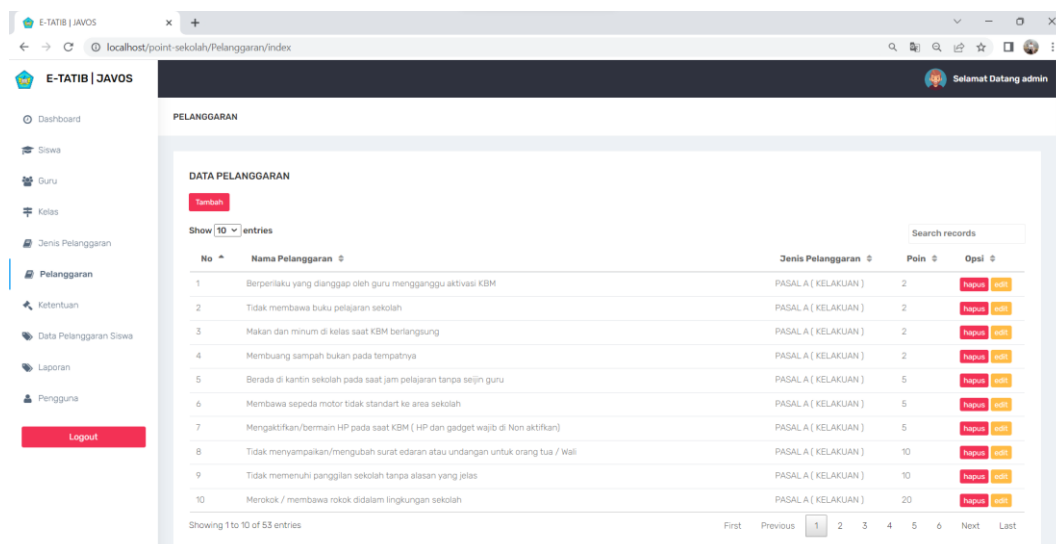 E-TATIB | JAVOS
localhost/point-sekolah/Pelanggaran/index
E-TATIB | JAVOS
Selamat Datang admin
Dashboard
Siswa
Guru
Kelas
Jenis Pelanggaran
Pelanggaran
Ketentuan
Data Pelanggaran Siswa
Laporan
Pengguna
Logout
PELANGGARAN
DATA PELANGGARAN
Tambah
Show 10 entries
Search records
No Nama Pelanggaran Jenis Pelanggaran Poin Opsi
1 Berperilaku yang dianggap oleh guru mengganggu aktivasi KBM PASAL A ( KELAKUAN ) 2 hapus edit
2 Tidak membawa buku pelajaran sekolah PASAL A ( KELAKUAN ) 2 hapus edit
3 Makan dan minum di kelas saat KBM berlangsung PASAL A ( KELAKUAN ) 2 hapus edit
4 Membuang sampah bukan pada tempatnya PASAL A ( KELAKUAN ) 2 hapus edit
5 Berada di kantin sekolah pada saat jam pelajaran tanpa seijin guru PASAL A ( KELAKUAN ) 5 hapus edit
6 Membawa sepeda motor tidak standart ke area sekolah PASAL A ( KELAKUAN ) 5 hapus edit
7 Mengaktifkan/bermain HP pada saat KBM ( HP dan gadget wajib di Non aktifkan) PASAL A ( KELAKUAN ) 5 hapus edit
8 Tidak menyampaikan/mengubah surat edaran atau undangan untuk orang tua / Wali PASAL A ( KELAKUAN ) 10 hapus edit
9 Tidak memenuhi panggilan sekolah tanpa alasan yang jelas PASAL A ( KELAKUAN ) 10 hapus edit
10 Merokok / membawa rokok didalam lingkungan sekolah PASAL A ( KELAKUAN ) 20 hapus edit
Showing 1 to 10 of 53 entries
First Previous 1 2 3 4 5 6 Next Last